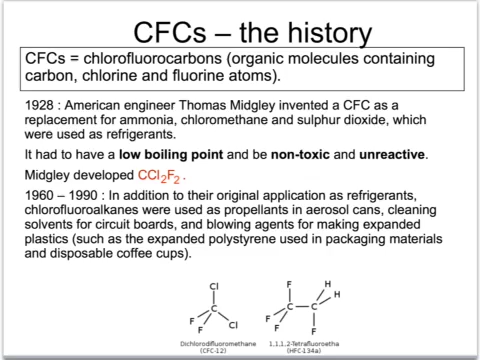 CFCs – the history
CFCs = chlorofluorocarbons (organic molecules containing
carbon, chlorine and fluorine atoms).
1928 : American engineer Thomas Midgley invented a CFC as a
replacement for ammonia, chloromethane and sulphur dioxide, which
were used as refrigerants.
It had to have a low boiling point and be non-toxic and unreactive.
Midgley developed CCl2F2 .
1960 – 1990 : In addition to their original application as refrigerants,
chlorofluoroalkanes were used as propellants in aerosol cans, cleaning
solvents for circuit boards, and blowing agents for making expanded
plastics (such as the expanded polystyrene used in packaging materials
and disposable coffee cups).
Cl
C
F
F
Cl
F
H
H
C
C
F
F
F
Dichlorodifluoromethane
(CFC-12)
1,1,1,2-Tetrafluoroetha
(HFC-134a)